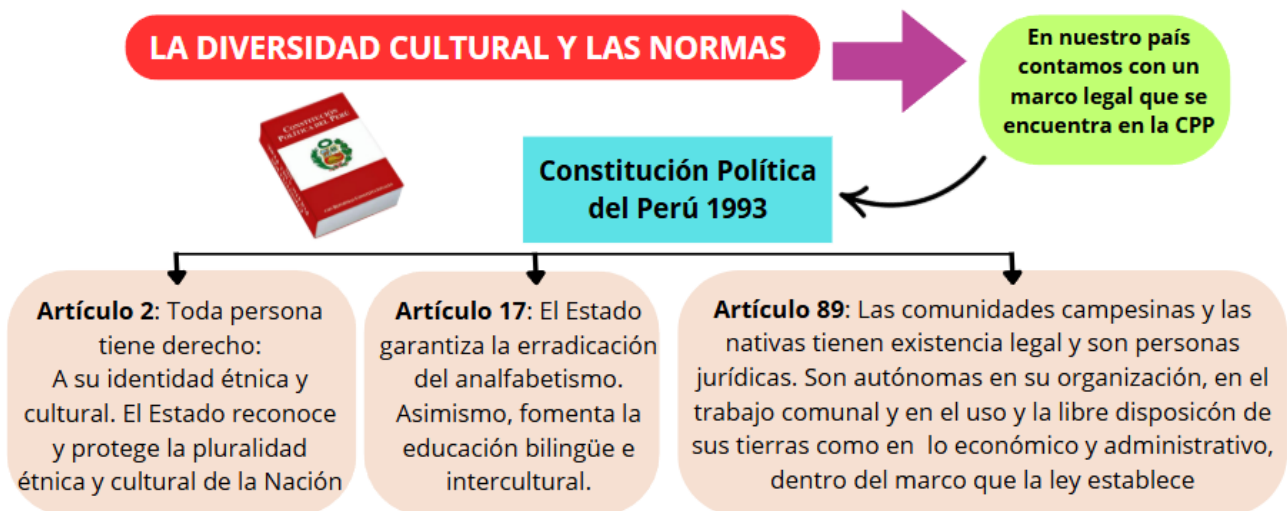 LA DIVERSIDAD CULTURAL Y LAS NORMAS
En nuestro país
contamos con un
marco legal que se
encuentra en la CPP
CONSTITUCIÓN
POLÍTICA DEL PERÚ
Constitución Política
del Perú 1993
Artículo 2: Toda persona
tiene derecho:
A su identidad étnica y
cultural. El Estado reconoce
y protege la pluralidad
étnica y cultural de la Nación
Artículo 17: El Estado
garantiza la erradicación
del analfabetismo.
Asimismo, fomenta la
educación bilingüe e
intercultural.
Artículo 89: Las comunidades campesinas y las
nativas tienen existencia legal y son personas
jurídicas. Son autónomas en su organización, en el
trabajo comunal y en el uso y la libre disposicón de
sus tierras como en  lo económico y administrativo,
dentro del marco que la ley establece